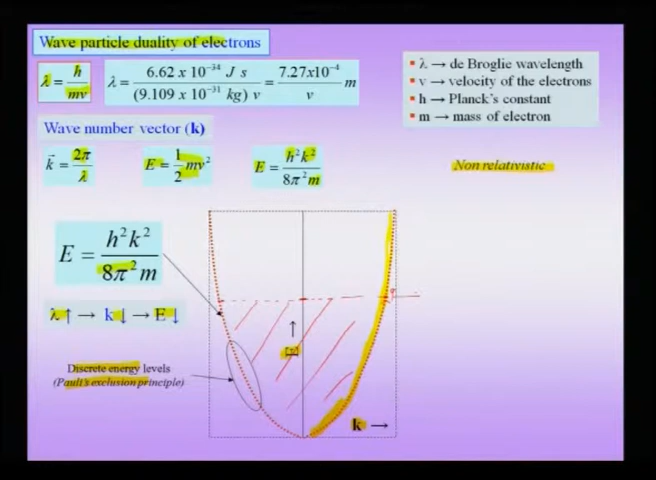 Wave particle duality of electrons
λ = h / mv
λ = 6.62 x 10⁻³⁴ J s / (9.109 x 10⁻³¹ kg) v = 7.27x10⁻⁴ / v m
▪ λ → de Broglie wavelength
▪ v → velocity of the electrons
▪ h → Planck's constant
▪ m → mass of electron
Wave number vector (k)
k⃗ = 2π / λ
E = 1/2 mv²
E = h²k² / 8π²m
Non relativistic
E = h²k² / 8π²m
λ↑ → k↓ → E↓
Discrete energy levels
(Pauli's exclusion principle)
E →
k →